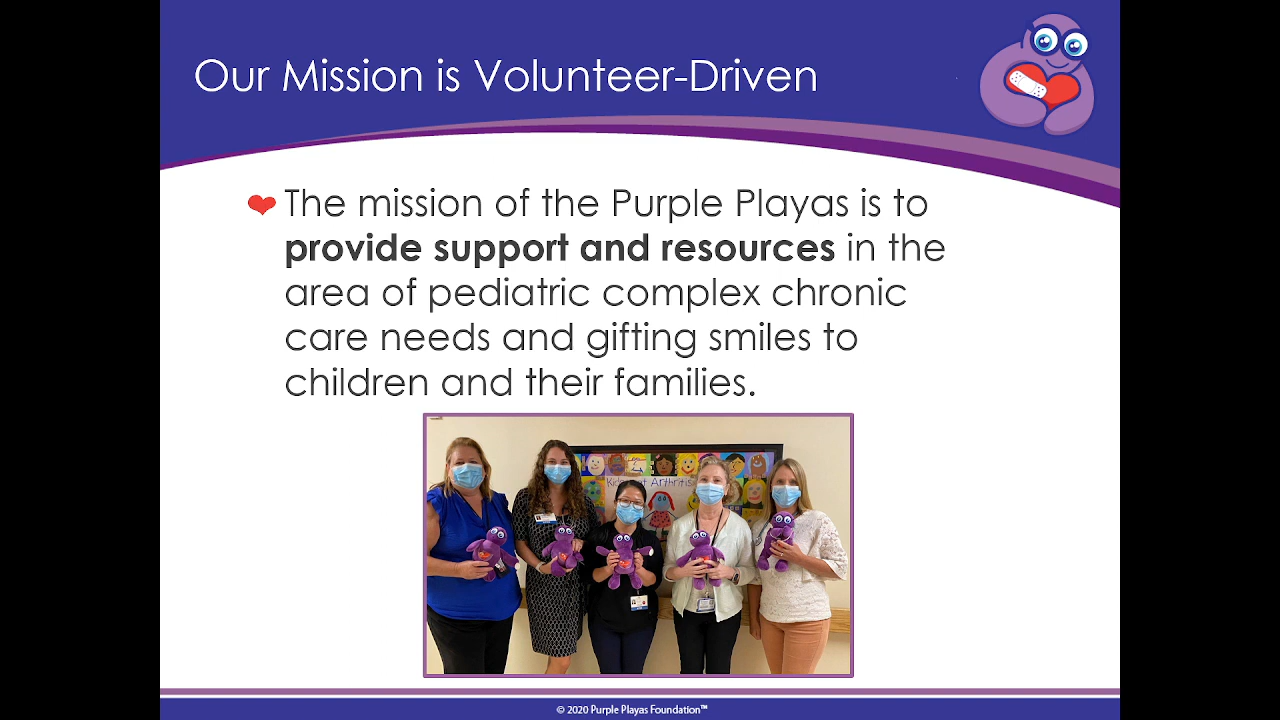 Our Mission is Volunteer-Driven
❤ The mission of the Purple Playas is to
provide support and resources in the
area of pediatric complex chronic
care needs and gifting smiles to
children and their families.
Arthritis
© 2020 Purple Playas Foundation™